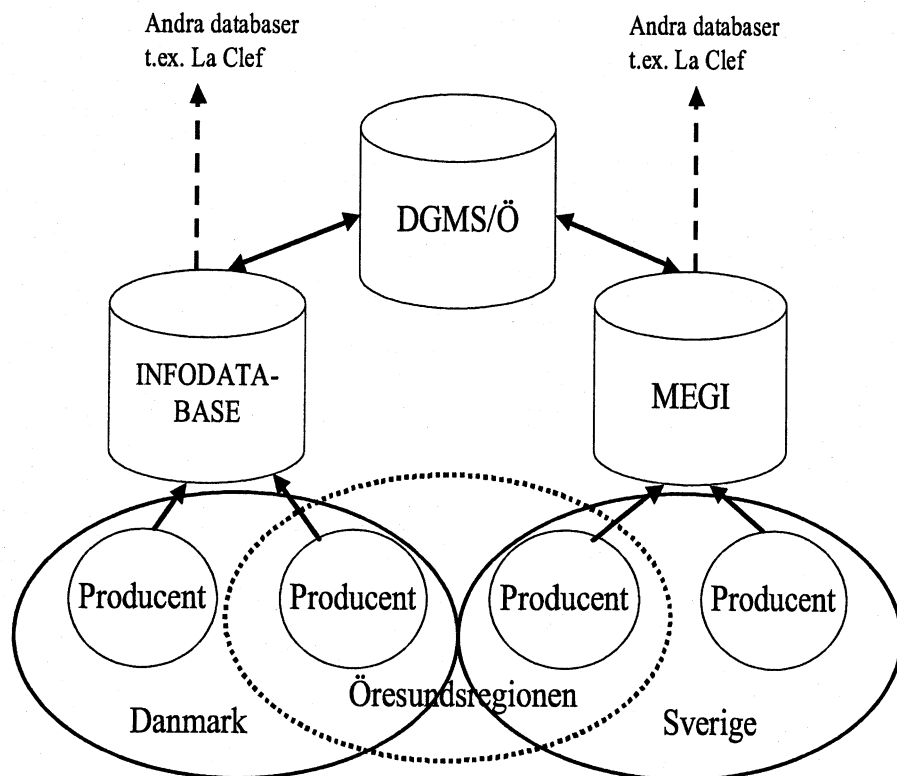 Andra databaser
t.ex. La Clef
Andra databaser
t.ex. La Clef
DGMS/Ö
INFODATA-
BASE
MEGI
Producent
Producent
Producent
Producent
Öresundsregionen
Danmark
Sverige